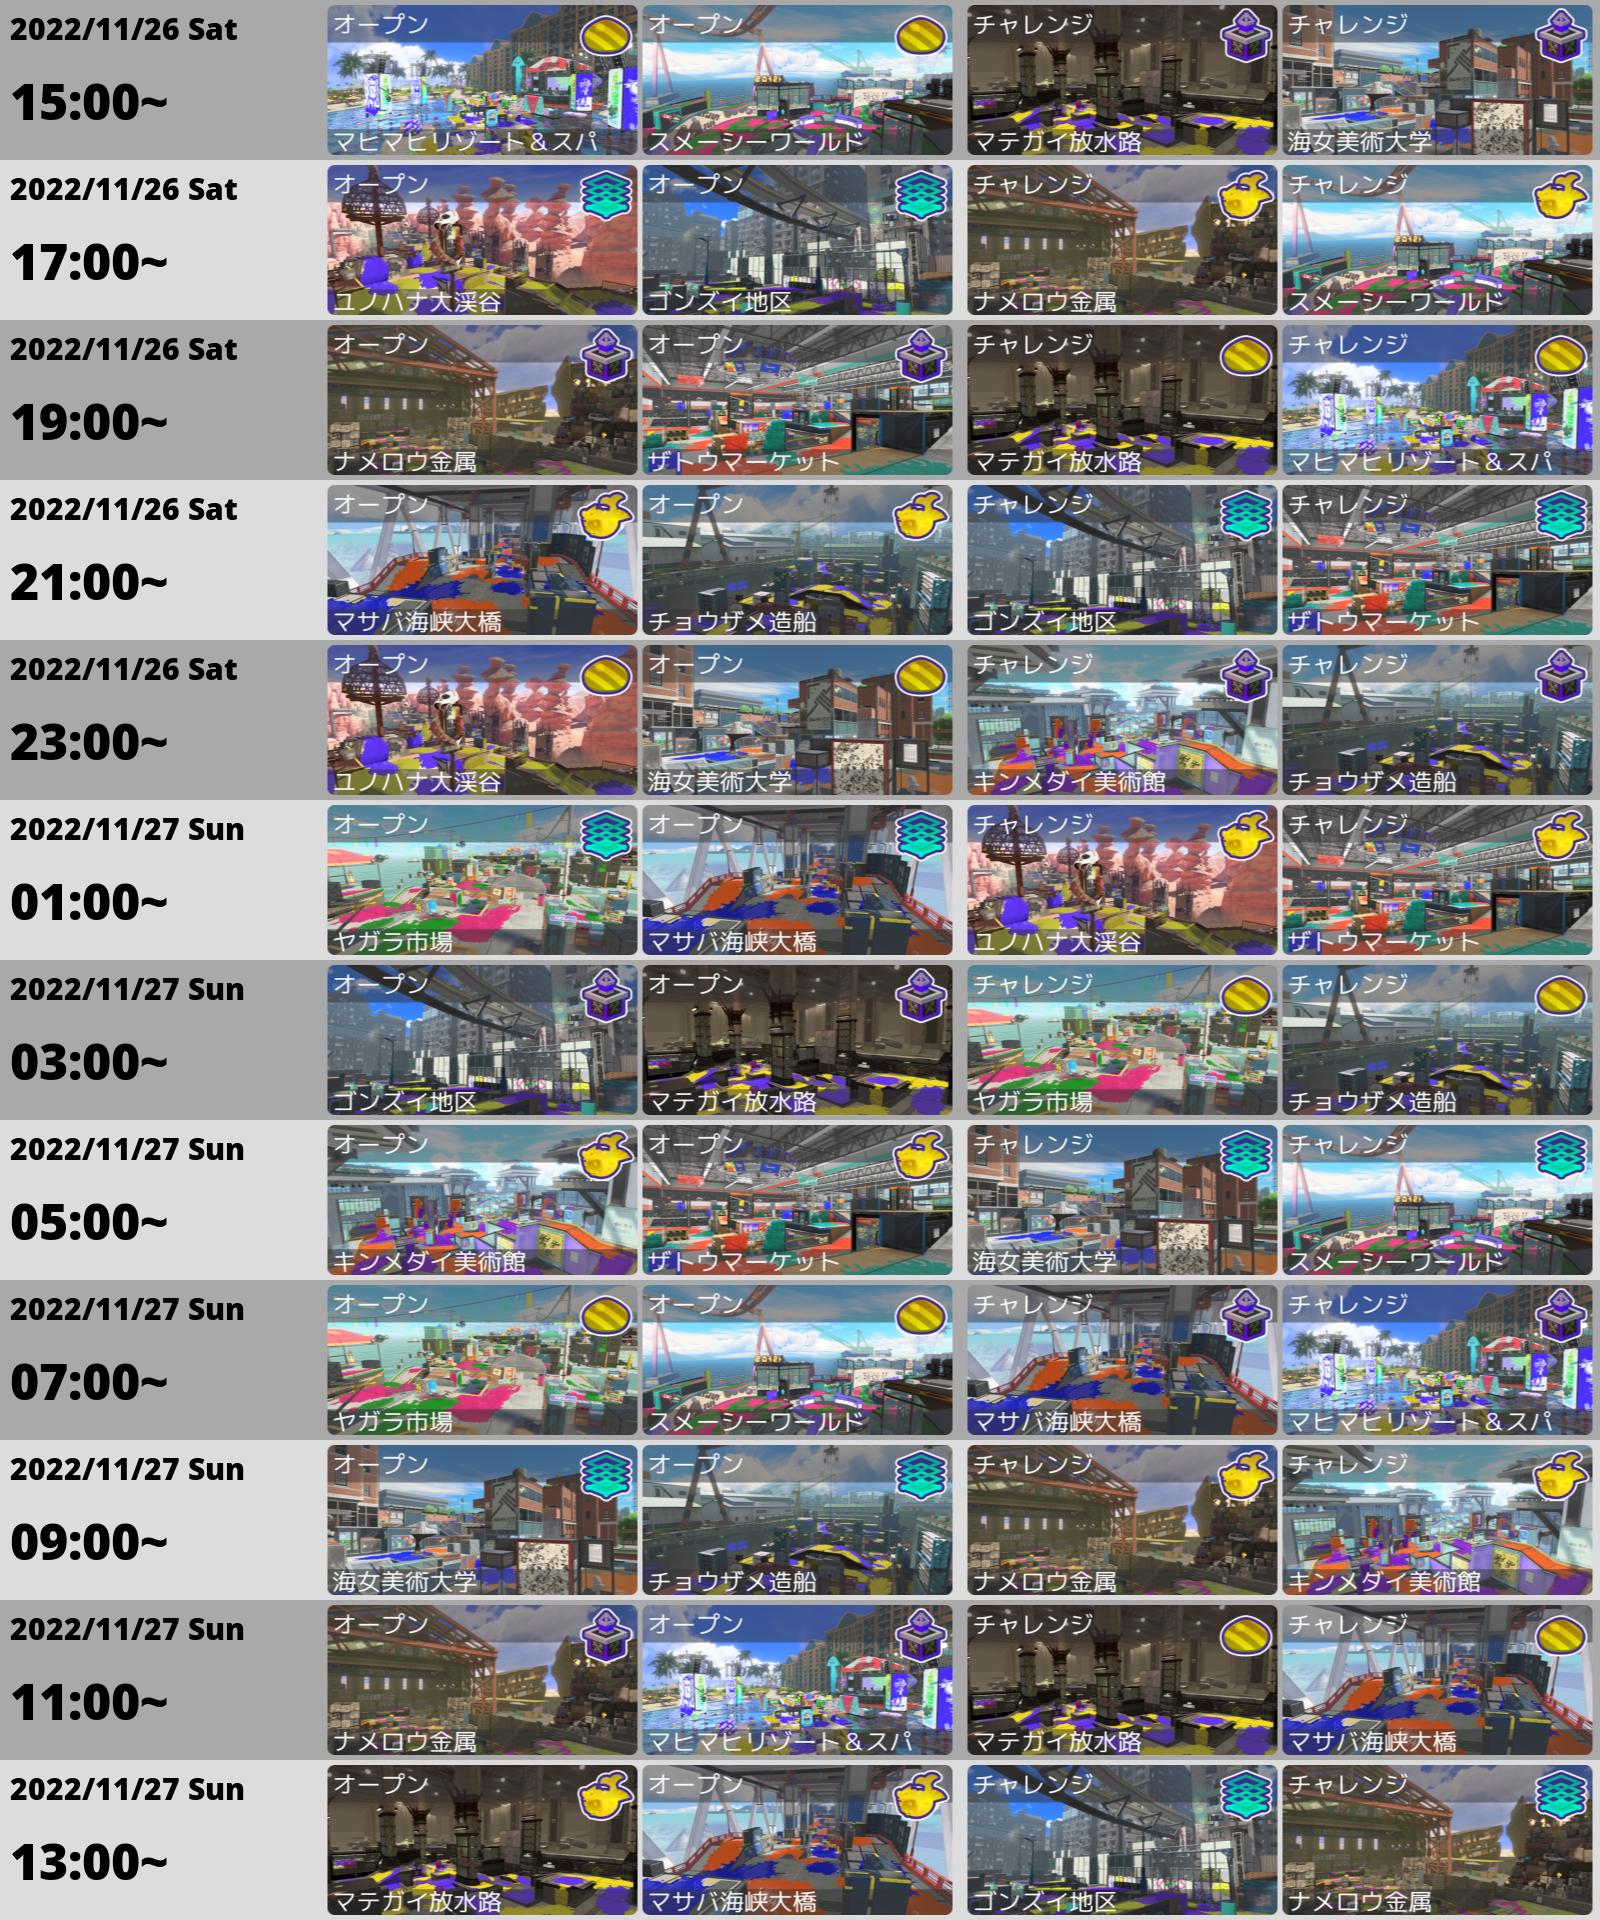 2022/11/26 Sat
15:00~
オープン
マヒマヒリゾート＆スパ
オープン
スメーシーワールド
チャレンジ
マテガイ放水路
チャレンジ
海女美術大学
2022/11/26 Sat
17:00~
オープン
ユノハナ大渓谷
オープン
ゴンズイ地区
チャレンジ
ナメロウ金属
チャレンジ
スメーシーワールド
2022/11/26 Sat
19:00~
オープン
ナメロウ金属
オープン
ザトウマーケット
チャレンジ
マテガイ放水路
チャレンジ
マヒマヒリゾート＆スパ
2022/11/26 Sat
21:00~
オープン
マサバ海峡大橋
オープン
チョウザメ造船
チャレンジ
ゴンズイ地区
チャレンジ
ザトウマーケット
2022/11/26 Sat
23:00~
オープン
ユノハナ大渓谷
オープン
海女美術大学
チャレンジ
キンメダイ美術館
チャレンジ
チョウザメ造船
2022/11/27 Sun
01:00~
オープン
ヤガラ市場
オープン
マサバ海峡大橋
チャレンジ
ユノハナ大渓谷
チャレンジ
ザトウマーケット
2022/11/27 Sun
03:00~
オープン
ゴンズイ地区
オープン
マテガイ放水路
チャレンジ
ヤガラ市場
チャレンジ
チョウザメ造船
2022/11/27 Sun
05:00~
オープン
キンメダイ美術館
オープン
ザトウマーケット
チャレンジ
海女美術大学
チャレンジ
スメーシーワールド
2022/11/27 Sun
07:00~
オープン
ヤガラ市場
オープン
スメーシーワールド
チャレンジ
マサバ海峡大橋
チャレンジ
マヒマヒリゾート＆スパ
2022/11/27 Sun
09:00~
オープン
海女美術大学
オープン
チョウザメ造船
チャレンジ
ナメロウ金属
チャレンジ
キンメダイ美術館
2022/11/27 Sun
11:00~
オープン
ナメロウ金属
オープン
マヒマヒリゾート＆スパ
チャレンジ
マテガイ放水路
チャレンジ
マサバ海峡大橋
2022/11/27 Sun
13:00~
オープン
マテガイ放水路
オープン
マサバ海峡大橋
チャレンジ
ゴンズイ地区
チャレンジ
ナメロウ金属